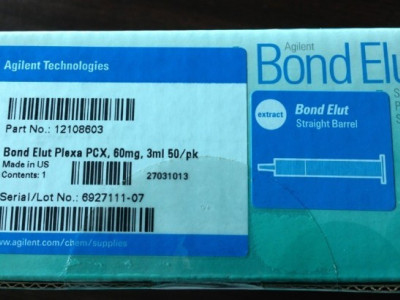 Agilent Technologies
Part No.: 12108603
Bond Elut Plexa PCX, 60mg, 3ml 50/pk
Made in US
Contents: 1 27031013
Serial/Lot No.: 6927111-07
www.agilent.com/chem/supplies
Agilent
Bond Elu
extract
Bond Elut
Straight Barrel